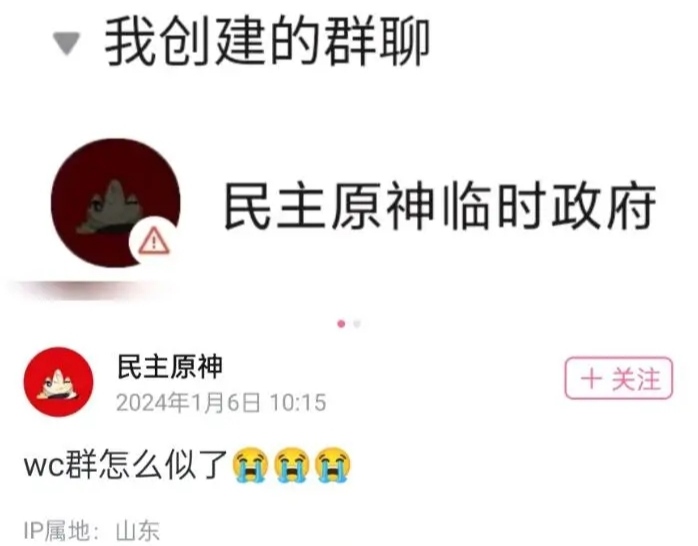 我创建的群聊
民主原神临时政府
民主原神
+ 关注
2024年1月6日 10:15
wc群怎么似了😭😭😭
IP属地：山东